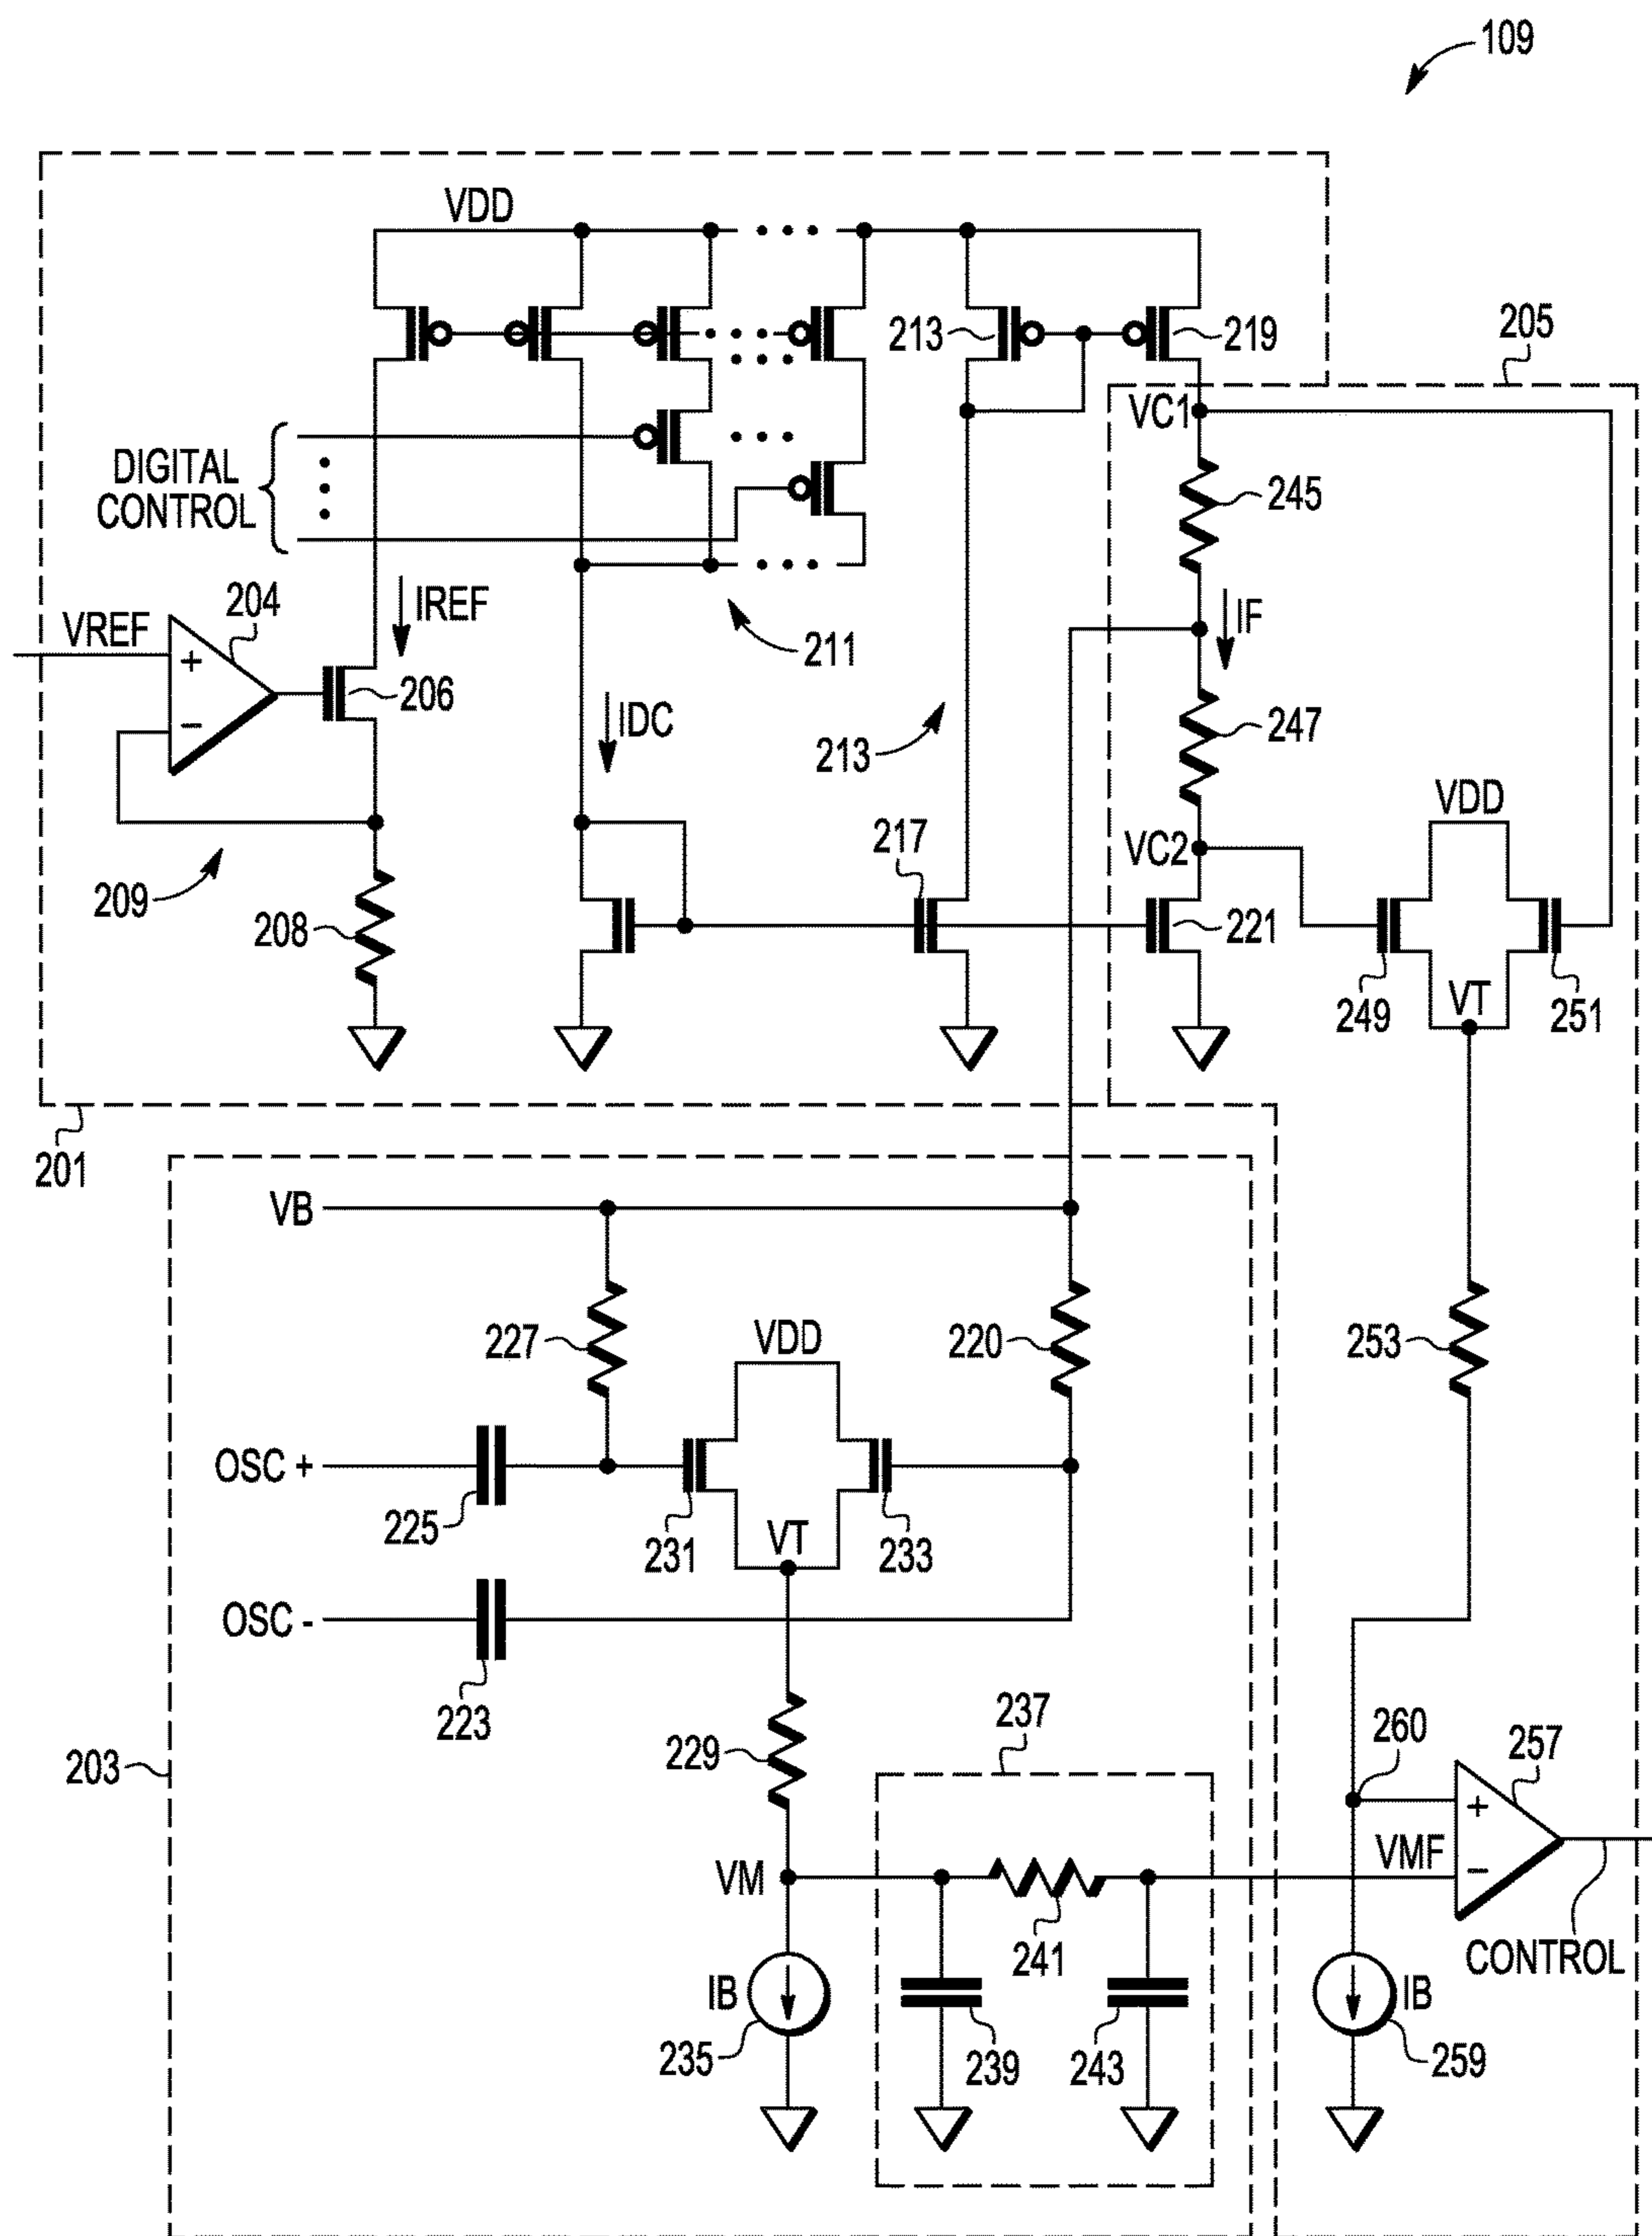 109
VDD
213
219
205
VC1
DIGITAL
CONTROL
245
204
IREF
VREF
IF
211
+
206
−
IDC
247
213
VDD
217
VC2
209
208
221
VT
249
251
201
VB
227
VDD
220
253
OSC +
225
VT
231
233
OSC -
223
237
260
257
229
203
+
VMF
VM
−
241
CONTROL
IB
IB
235
239
243
259